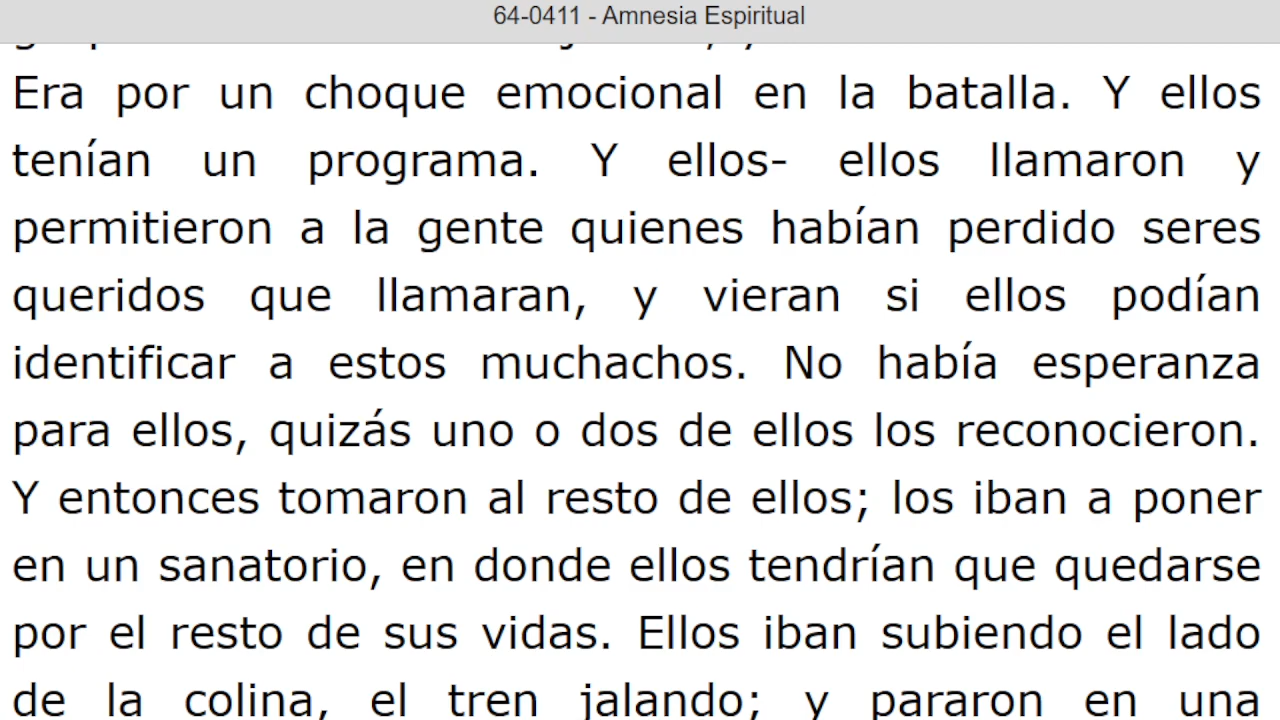 64-0411 - Amnesia Espiritual
Era por un choque emocional en la batalla. Y ellos
tenían un programa. Y ellos- ellos llamaron y
permitieron a la gente quienes habían perdido seres
queridos que llamaran, y vieran si ellos podían
identificar a estos muchachos. No había esperanza
para ellos, quizás uno o dos de ellos los reconocieron.
Y entonces tomaron al resto de ellos; los iban a poner
en un sanatorio, en donde ellos tendrían que quedarse
por el resto de sus vidas. Ellos iban subiendo el lado
de la colina, el tren jalando; y pararon en una